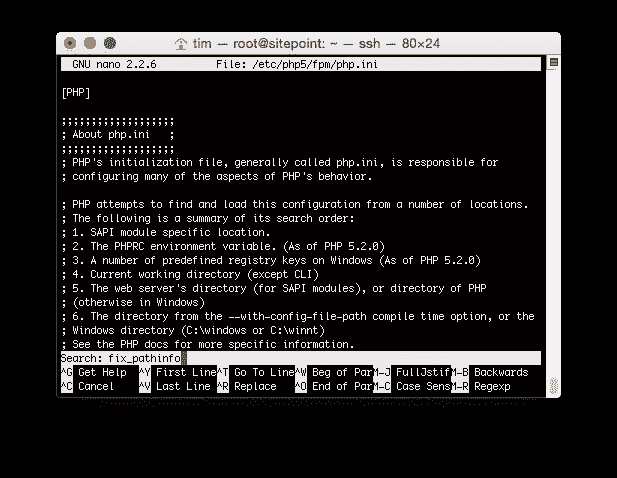 tim — root@sitepoint: ~ — ssh — 80×24
GNU nano 2.2.6 File: /etc/php5/fpm/php.ini
[PHP]
;;;;;;;;;;;;;;;;;;;
; About php.ini   ;
;;;;;;;;;;;;;;;;;;;
; PHP's initialization file, generally called php.ini, is responsible for
; configuring many of the aspects of PHP's behavior.
; PHP attempts to find and load this configuration from a number of locations.
; The following is a summary of its search order:
; 1. SAPI module specific location.
; 2. The PHPRC environment variable. (As of PHP 5.2.0)
; 3. A number of predefined registry keys on Windows (As of PHP 5.2.0)
; 4. Current working directory (except CLI)
; 5. The web server's directory (for SAPI modules), or directory of PHP
; (otherwise in Windows)
; 6. The directory from the --with-config-file-path compile time option, or the
; Windows directory (C:\windows or C:\winnt)
; See the PHP docs for more specific information.
Search: fix_pathinfo
^G Get Help ^Y First Line^T Go To Line^W Beg of ParM-J FullJstifM-B Backwards
^C Cancel ^V Last Line ^R Replace ^O End of ParM-C Case SensM-R Regexp